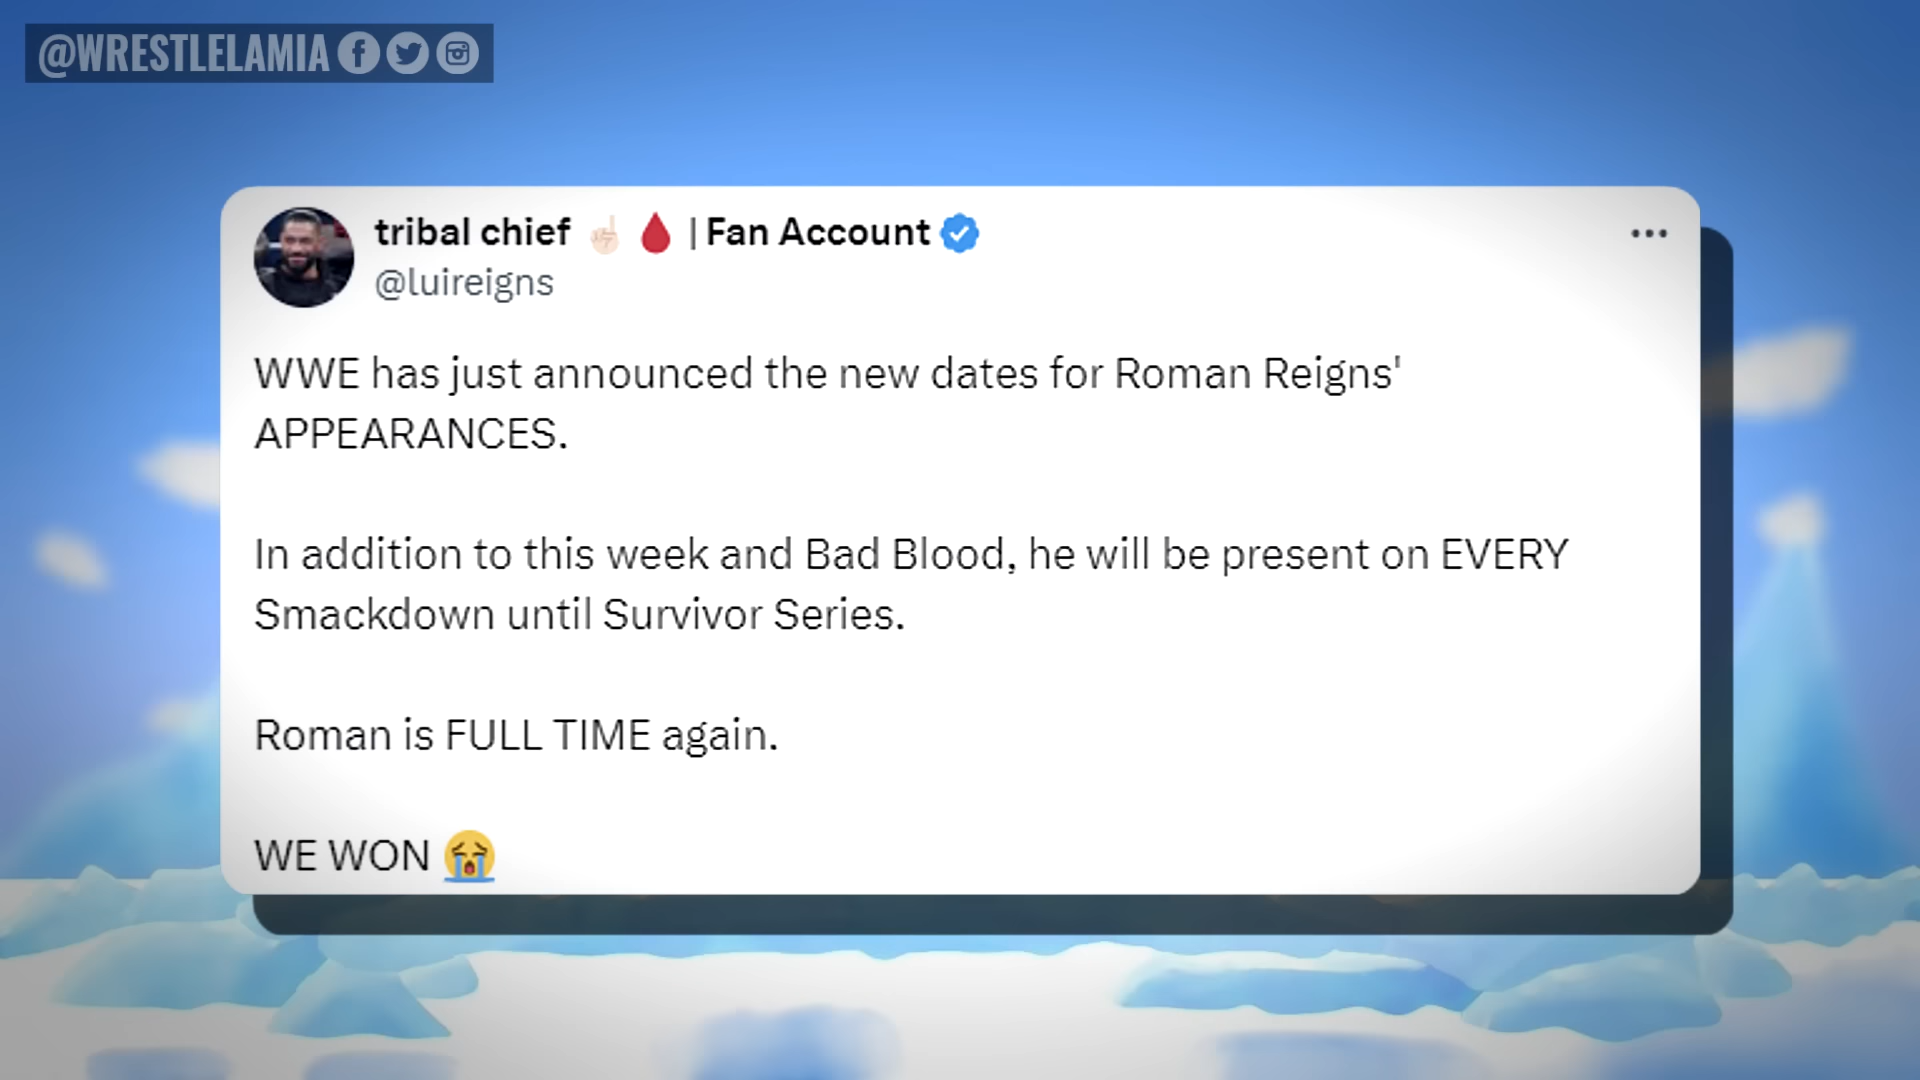 @WRESTLELAMIA
tribal chief ☝🏻🩸 | Fan Account
@luireigns
WWE has just announced the new dates for Roman Reigns'
APPEARANCES.
In addition to this week and Bad Blood, he will be present on EVERY
Smackdown until Survivor Series.
Roman is FULL TIME again.
WE WON 😭